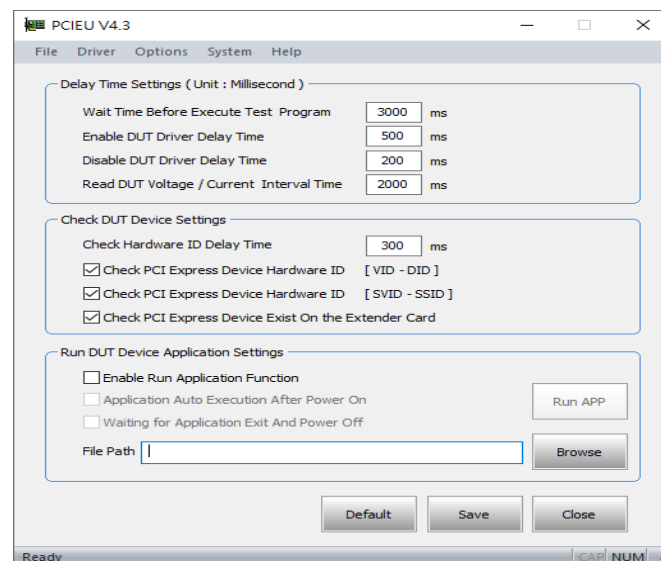 PCIEU V4.3
File Driver Options System Help
Delay Time Settings ( Unit : Millisecond )
Wait Time Before Execute Test Program 3000 ms
Enable DUT Driver Delay Time 500 ms
Disable DUT Driver Delay Time 200 ms
Read DUT Voltage / Current Interval Time 2000 ms
Check DUT Device Settings
Check Hardware ID Delay Time 300 ms
Check PCI Express Device Hardware ID [ VID - DID ]
Check PCI Express Device Hardware ID [ SVID - SSID ]
Check PCI Express Device Exist On the Extender Card
Run DUT Device Application Settings
Enable Run Application Function
Application Auto Execution After Power On Run APP
Waiting for Application Exit And Power Off
File Path Browse
Default Save Close
Ready CAP NUM